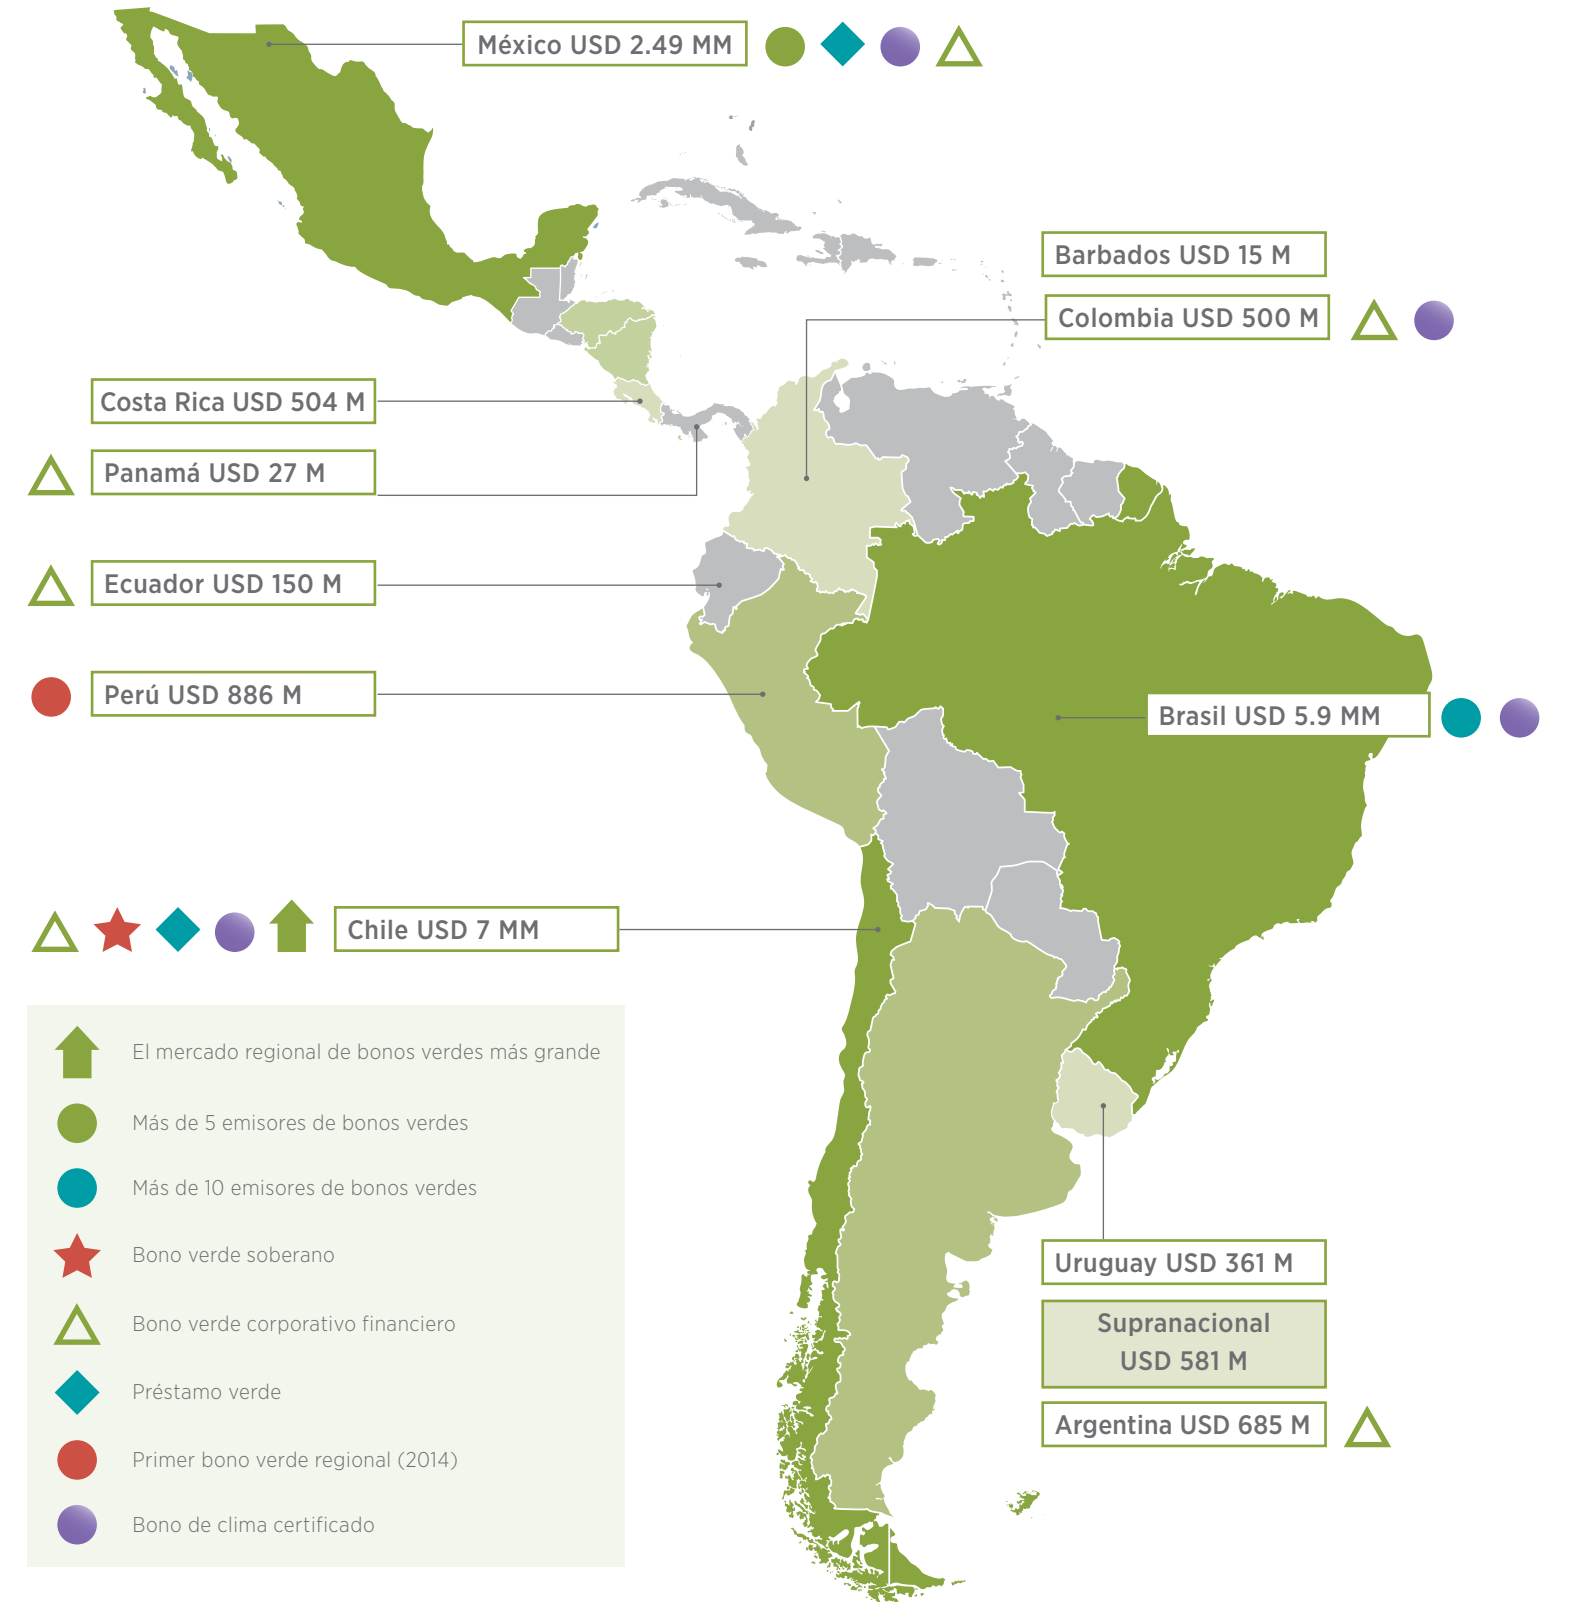 México USD 2.49 MM
Barbados USD 15 M
Colombia USD 500 M
Costa Rica USD 504 M
Panamá USD 27 M
Ecuador USD 150 M
Perú USD 886 M
Brasil USD 5.9 MM
Chile USD 7 MM
El mercado regional de bonos verdes más grande
Más de 5 emisores de bonos verdes
Más de 10 emisores de bonos verdes
Bono verde soberano
Bono verde corporativo financiero
Préstamo verde
Primer bono verde regional (2014)
Bono de clima certificado
Uruguay USD 361 M
Supranacional
USD 581 M
Argentina USD 685 M